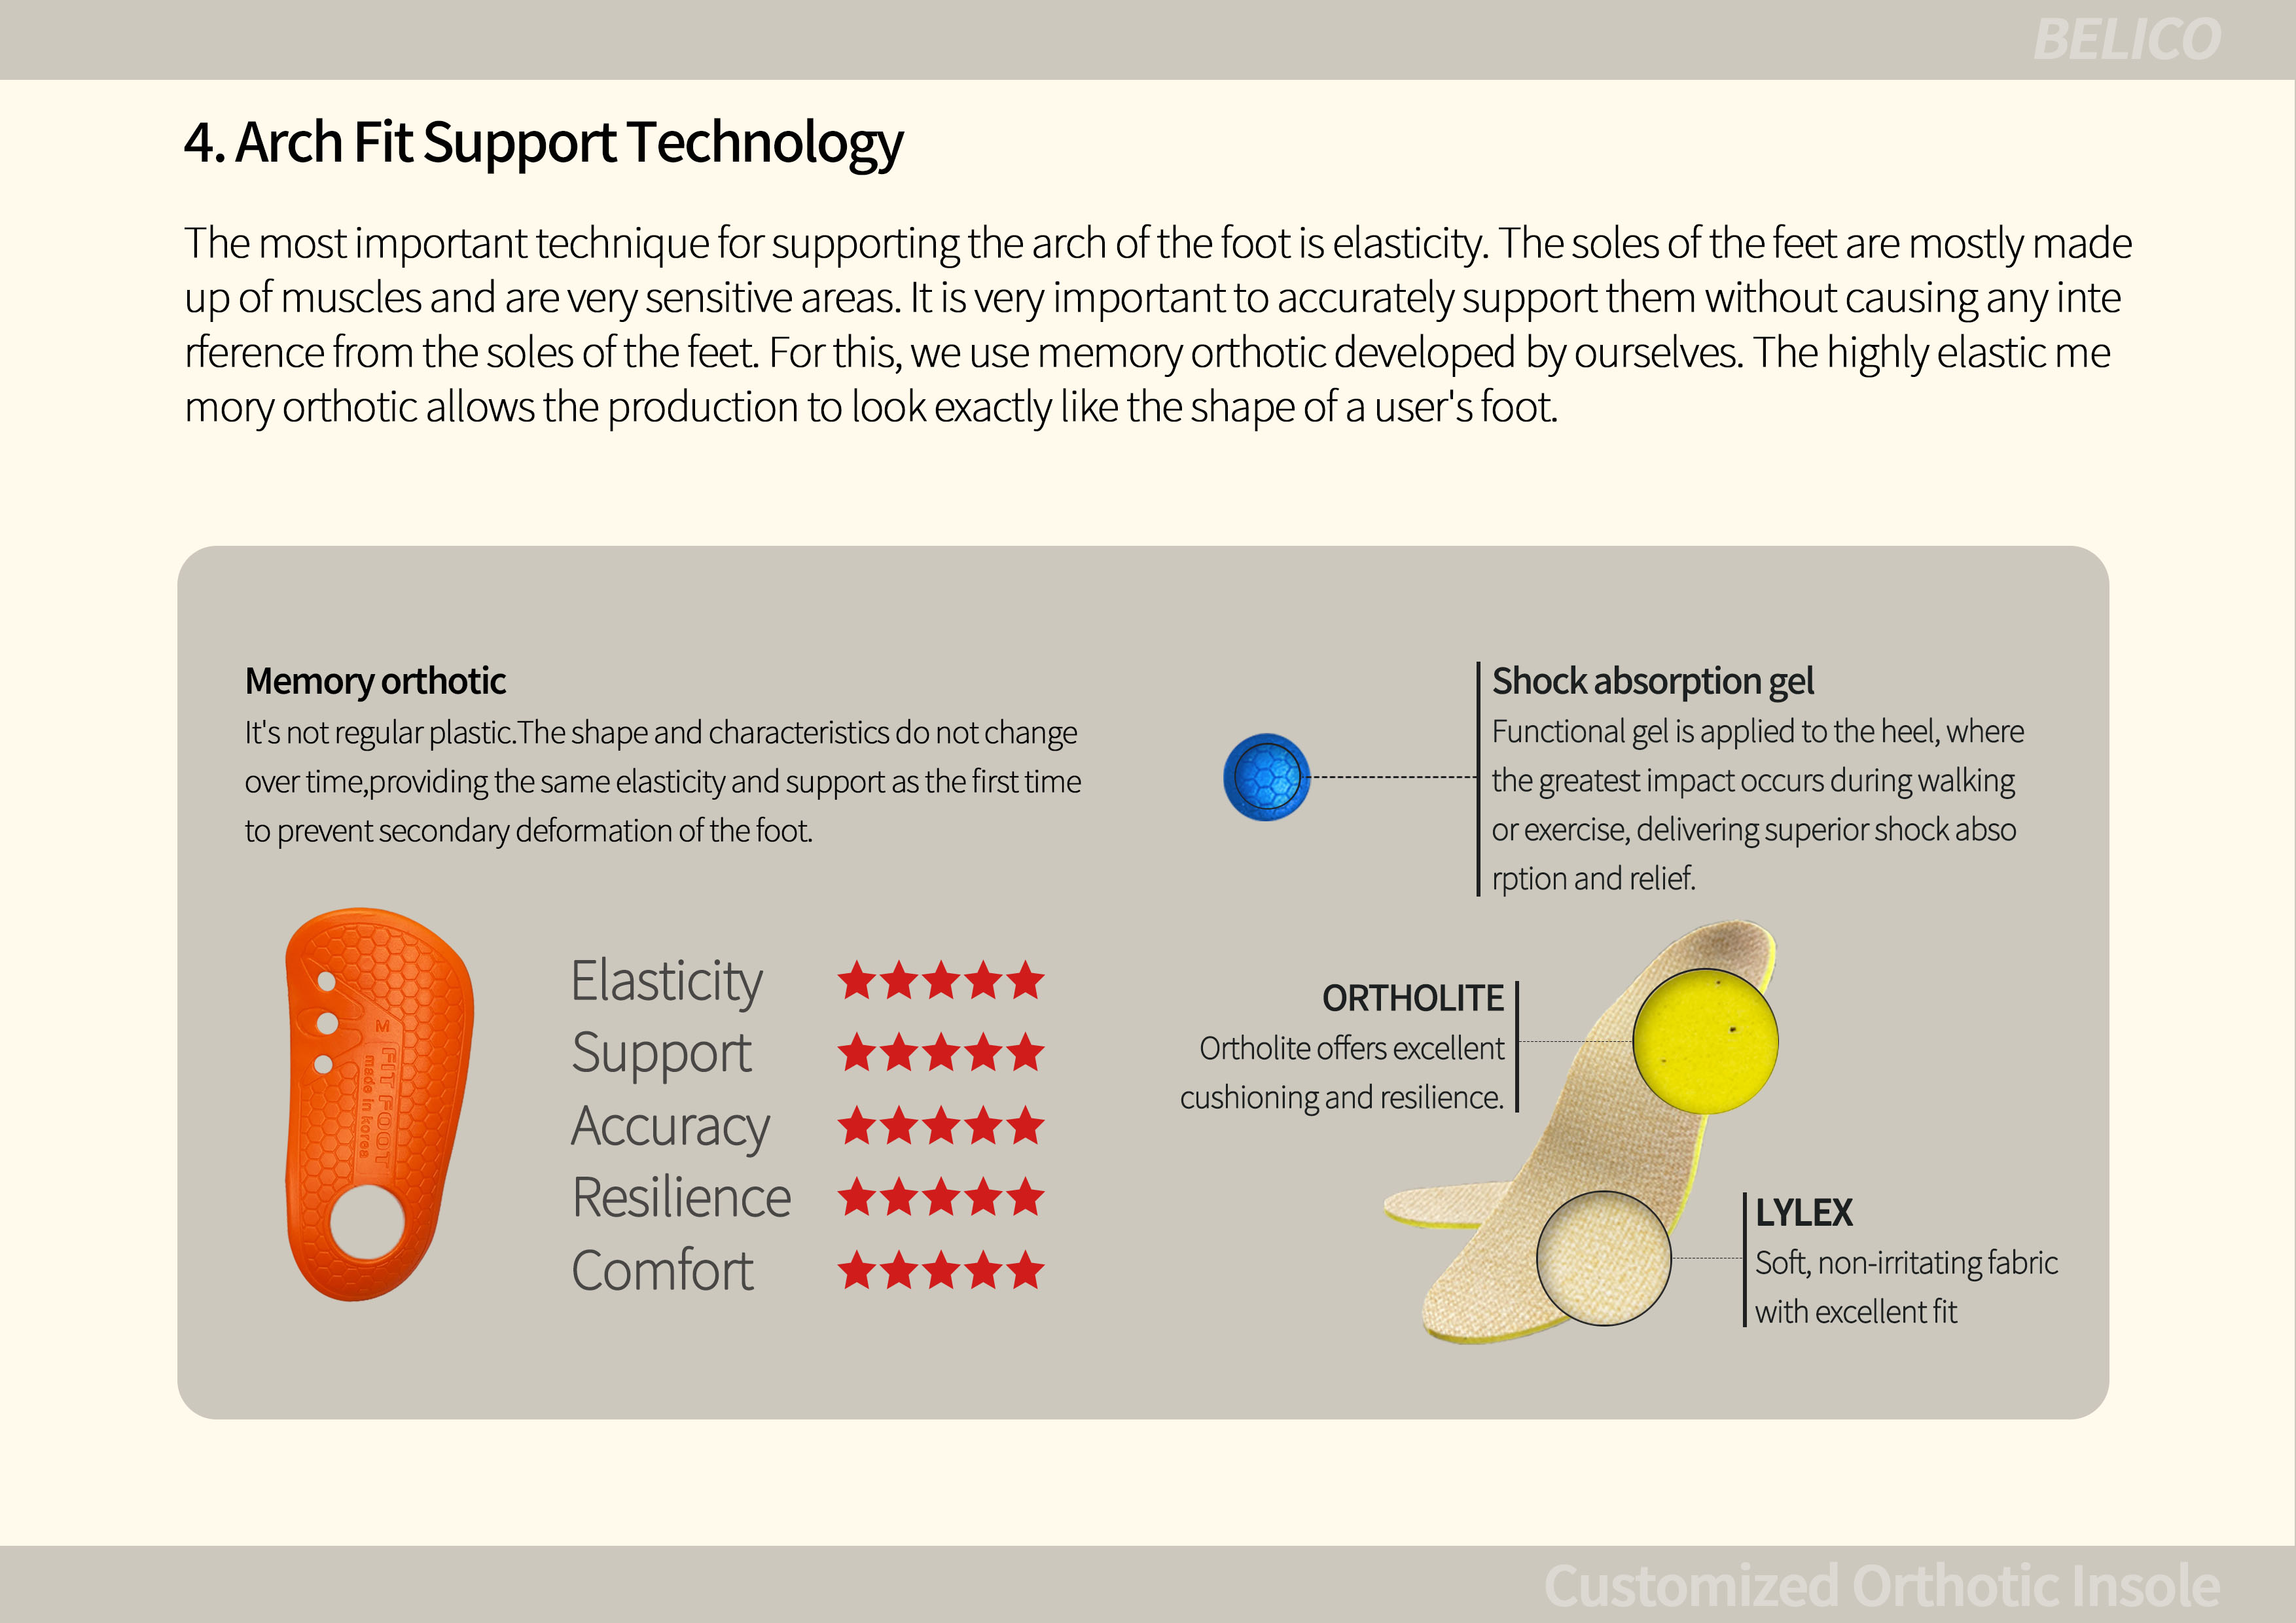 BELICO
4. Arch Fit Support Technology
The most important technique for supporting the arch of the foot is elasticity. The soles of the feet are mostly made
up of muscles and are very sensitive areas. It is very important to accurately support them without causing any inte
rference from the soles of the feet. For this, we use memory orthotic developed by ourselves. The highly elastic me
mory orthotic allows the production to look exactly like the shape of a user's foot.
Memory orthotic
It's not regular plastic.The shape and characteristics do not change
over time,providing the same elasticity and support as the first time
to prevent secondary deformation of the foot.
M
FIT FOOT
made in korea
Elasticity
Support
Accuracy
Resilience
Comfort
Shock absorption gel
Functional gel is applied to the heel, where
the greatest impact occurs during walking
or exercise, delivering superior shock abso
rption and relief.
ORTHOLITE
Ortholite offers excellent
cushioning and resilience.
LYLEX
Soft, non-irritating fabric
with excellent fit
Customized Orthotic Insole